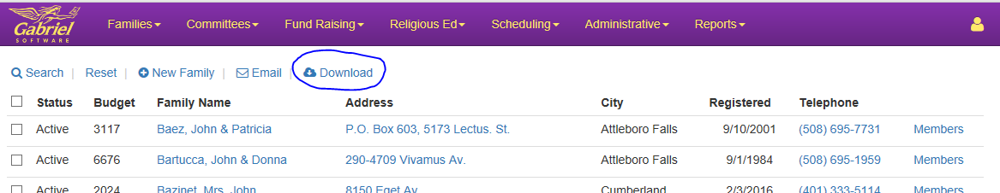 Gabriel
SOFTWARE
Families Committees Fund Raising Religious Ed Scheduling Administrative Reports
Search | Reset | New Family | Email | Download
Status Budget Family Name Address City Registered Telephone
Active 3117 Baez, John & Patricia P.O. Box 603, 5173 Lectus. St. Attleboro Falls 9/10/2001 (508) 695-7731 Members
Active 6676 Bartucca, John & Donna 290-4709 Vivamus Av. Attleboro Falls 9/1/1984 (508) 695-1959 Members
Active 2024 Bazinet, Mrs. John 8150 Eget Av. Cumberland 2/3/2016 (401) 333-5114 Members